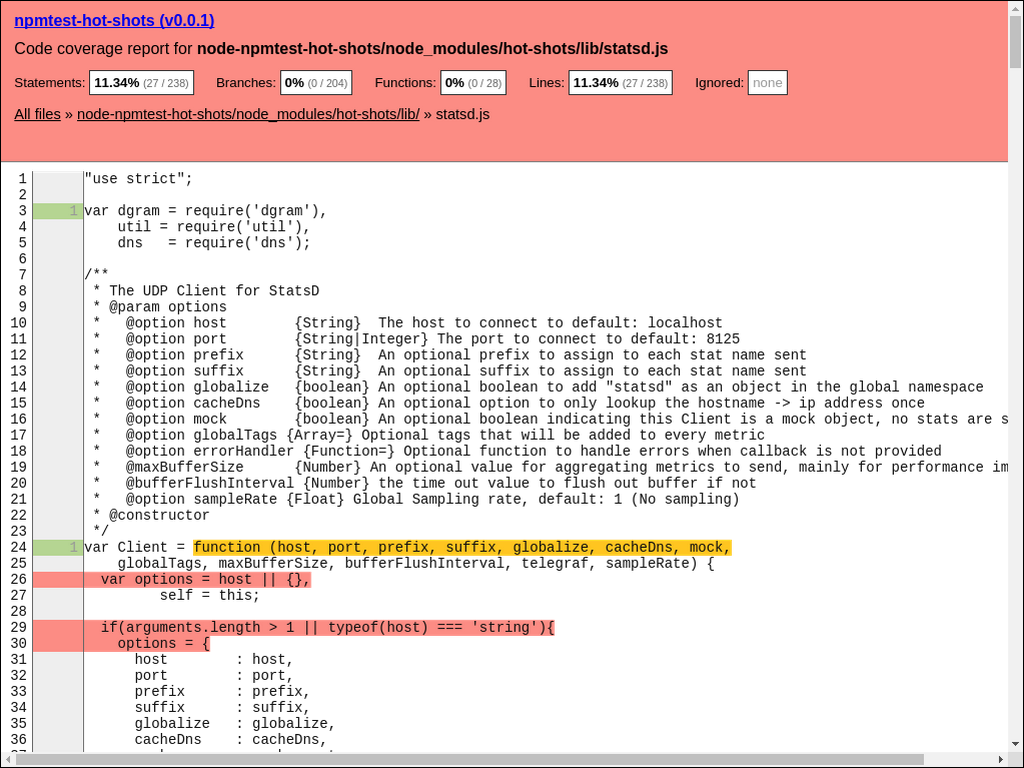 npmtest-hot-shots (v0.0.1)
Code coverage report for node-npmtest-hot-shots/node_modules/hot-shots/lib/statsd.js
Statements: 11.34% (27 / 238) Branches: 0% (0 / 204) Functions: 0% (0 / 28) Lines: 11.34% (27 / 238) Ignored: none
All files » node-npmtest-hot-shots/node_modules/hot-shots/lib/ » statsd.js
1 "use strict";
2
3 1 var dgram = require('dgram'),
4 util = require('util'),
5 dns   = require('dns');
6
7 /**
8 * The UDP Client for StatsD
9 * @param options
10 *   @option host        {String}  The host to connect to default: localhost
11 *   @option port        {String|Integer} The port to connect to default: 8125
12 *   @option prefix      {String}  An optional prefix to assign to each stat name sent
13 *   @option suffix      {String}  An optional suffix to assign to each stat name sent
14 *   @option globalize   {boolean} An optional boolean to add "statsd" as an object in the global namespace
15 *   @option cacheDns    {boolean} An optional option to only lookup the hostname -> ip address once
16 *   @option mock        {boolean} An optional boolean indicating this Client is a mock object, no stats are s
17 *   @option globalTags {Array=} Optional tags that will be added to every metric
18 *   @option errorHandler {Function=} Optional function to handle errors when callback is not provided
19 *   @maxBufferSize      {Number} An optional value for aggregating metrics to send, mainly for performance im
20 *   @bufferFlushInterval {Number} the time out value to flush out buffer if not
21 *   @option sampleRate {Float} Global Sampling rate, default: 1 (No sampling)
22 * @constructor
23 */
24 1 var Client = function (host, port, prefix, suffix, globalize, cacheDns, mock,
25 globalTags, maxBufferSize, bufferFlushInterval, telegraf, sampleRate) {
26 var options = host || {},
27 self = this;
28
29 if(arguments.length > 1 || typeof(host) === 'string'){
30 options = {
31 host        : host,
32 port        : port,
33 prefix      : prefix,
34 suffix      : suffix,
35 globalize   : globalize,
36 cacheDns    : cacheDns,